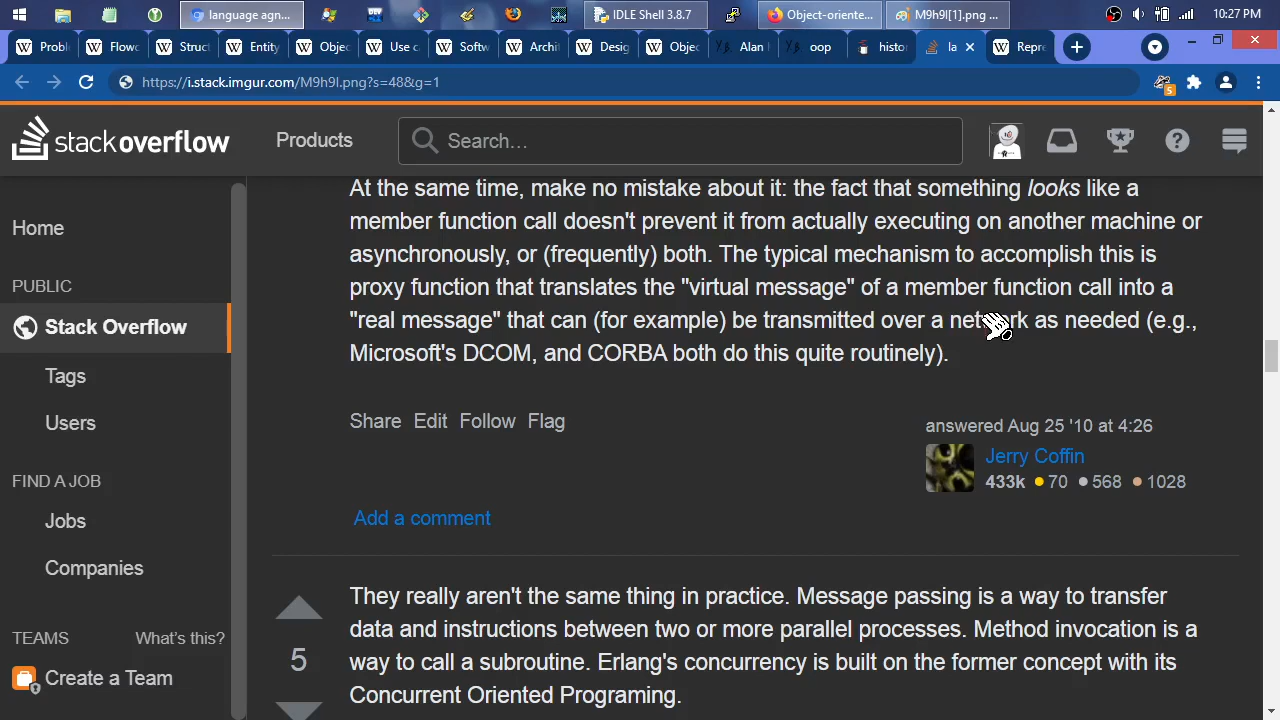 language agn...
IDLE Shell 3.8.7
Object-oriente...
M9h9l[1].png ...
10:27 PM
Probl
Flowc
Struct
Entity
Objec
Use c
Softw
Archi
Desig
Objec
Alan
oop
histor
la
Repre
https://i.stack.imgur.com/M9h9l.png?s=48&g=1
5
stackoverflow
Products
Search...
At the same time, make no mistake about it: the fact that something looks like a
member function call doesn't prevent it from actually executing on another machine or
asynchronously, or (frequently) both. The typical mechanism to accomplish this is
proxy function that translates the "virtual message" of a member function call into a
"real message" that can (for example) be transmitted over a network as needed (e.g.,
Microsoft's DCOM, and CORBA both do this quite routinely).
Home
PUBLIC
Stack Overflow
Tags
Users
FIND A JOB
Jobs
Companies
TEAMS What's this?
Create a Team
Share Edit Follow Flag
answered Aug 25 '10 at 4:26
Jerry Coffin
433k 70 568 1028
Add a comment
5
They really aren't the same thing in practice. Message passing is a way to transfer
data and instructions between two or more parallel processes. Method invocation is a
way to call a subroutine. Erlang's concurrency is built on the former concept with its
Concurrent Oriented Programing.